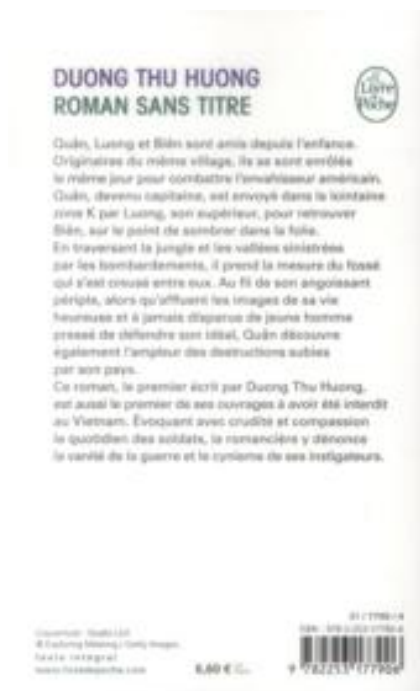 DUONG THU HUONG
ROMAN SANS TITRE
Le Livre de Poche
Quân, Luong et Biên sont amis depuis l'enfance.
Originaires du même village, ils se sont enrôlés
le même jour pour combattre l'envahisseur américain.
Quân, devenu capitaine, est envoyé dans la lointaine
zone K par Luong, son supérieur, pour retrouver
Biên, sur le point de sombrer dans la folie.
En traversant la jungle et les vallées sinistrées
par les bombardements, il prend la mesure du fossé
qui s'est creusé entre eux. Au fil de son angoissant
périple, alors qu'affluent les images de sa vie
heureuse et à jamais disparue de jeune homme
pressé de défendre son idéal, Quân découvre
également l'ampleur des destructions subies
par son pays.
Ce roman, le premier écrit par Duong Thu Huong,
est aussi le premier de ses ouvrages à avoir été interdit
au Vietnam. Évoquant avec crudité et compassion
le quotidien des soldats, la romancière y dénonce
la vanité de la guerre et le cynisme de ses instigateurs.
texte intégral
www.livredepoche.com
6,60 €
9 782253 177906